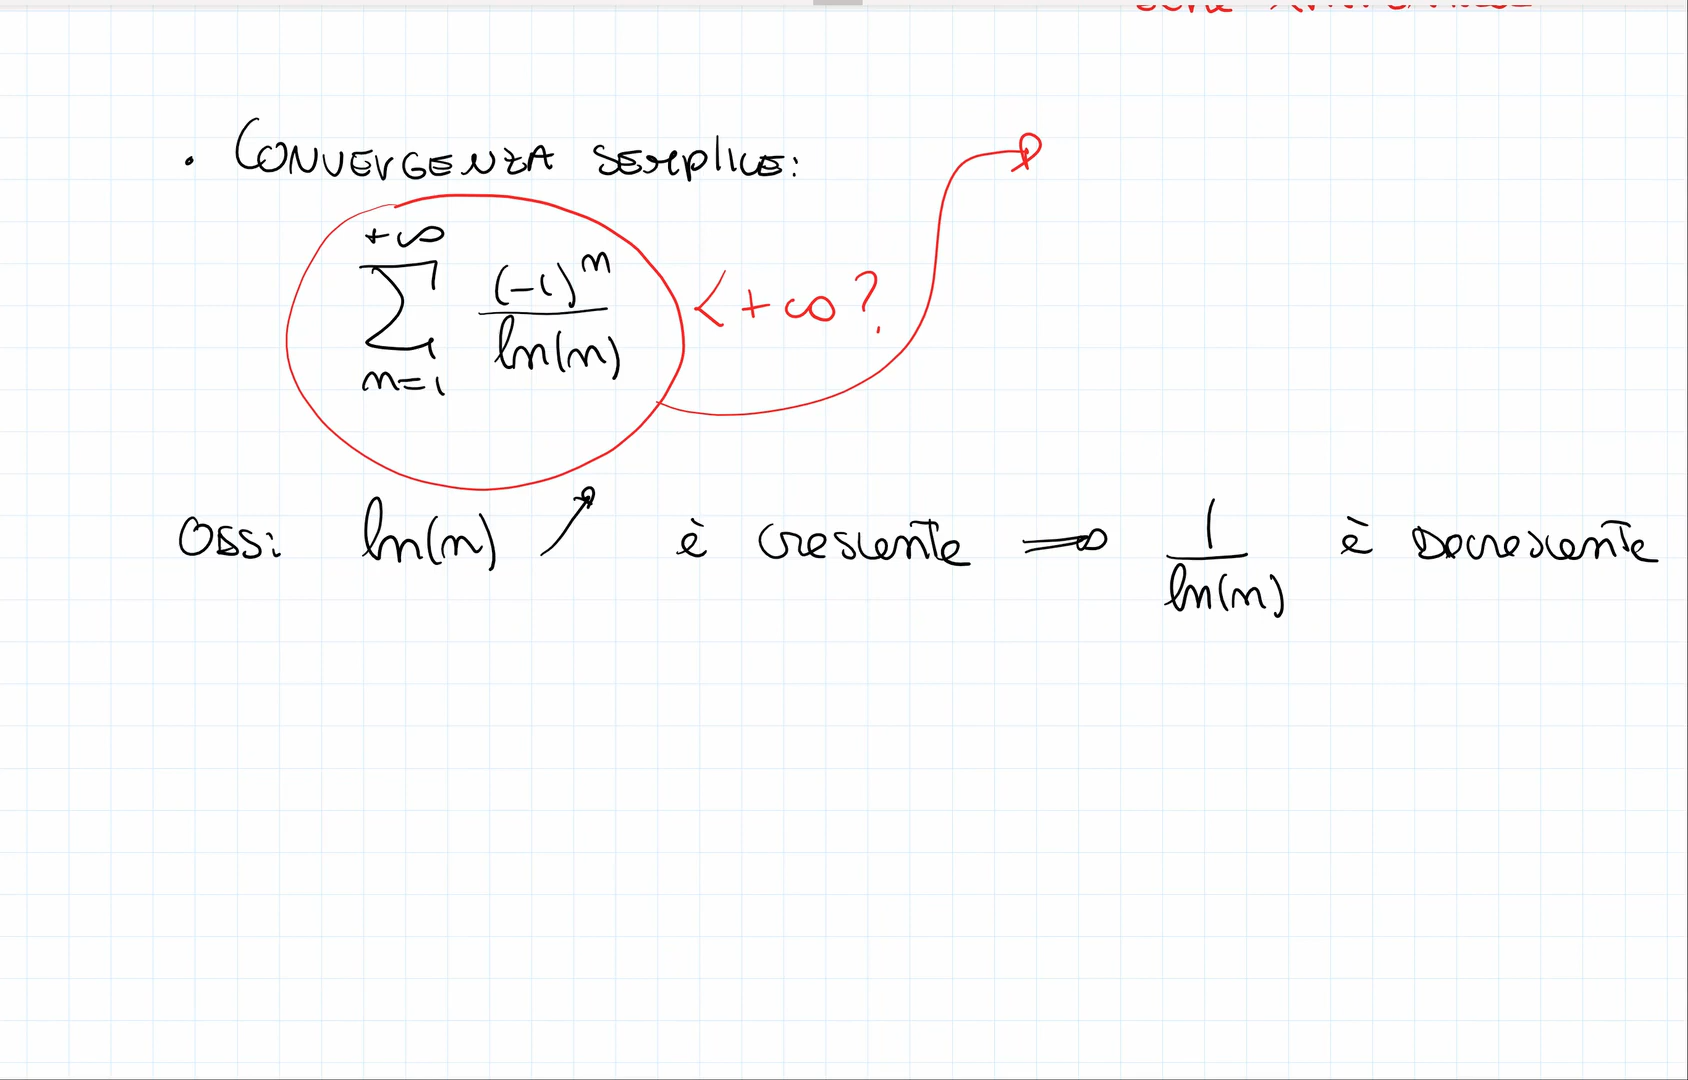 • CONVERGENZA SEMPLICE:
+∞
∑ (-1)^n / ln(n) < +∞ ?
n=1
OSS: ln(n) ↗ è crescente ⟹ 1 / ln(n) è decrescente